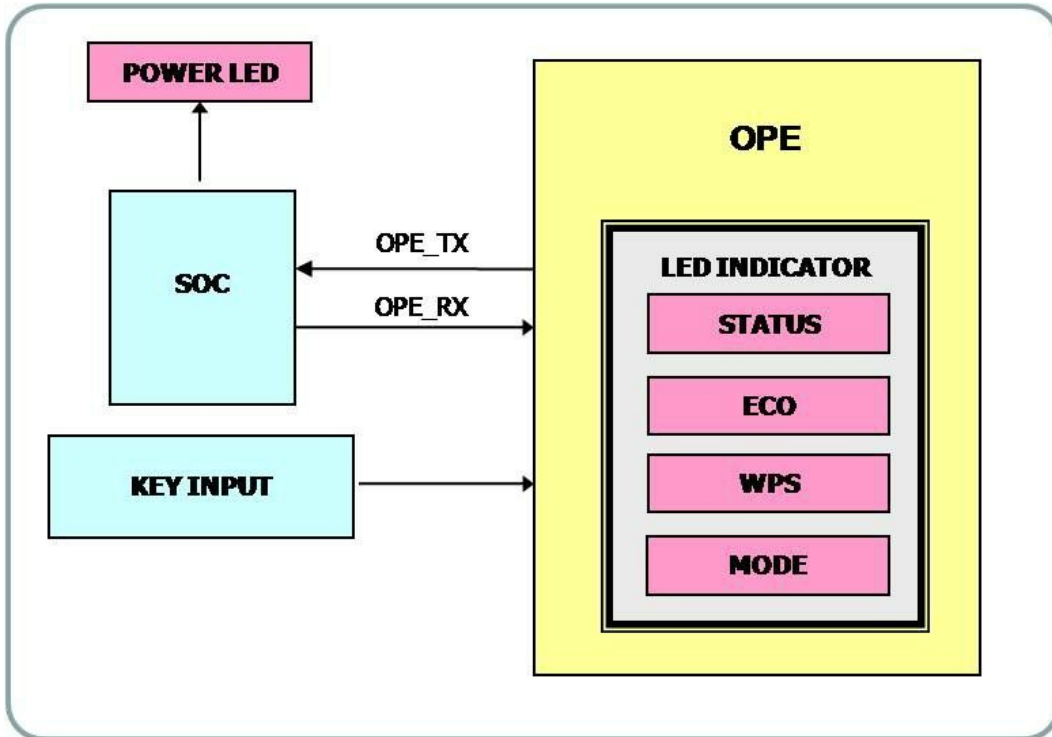 POWER LED
OPE
SOC
OPE_TX
OPE_RX
LED INDICATOR
STATUS
ECO
WPS
MODE
KEY INPUT